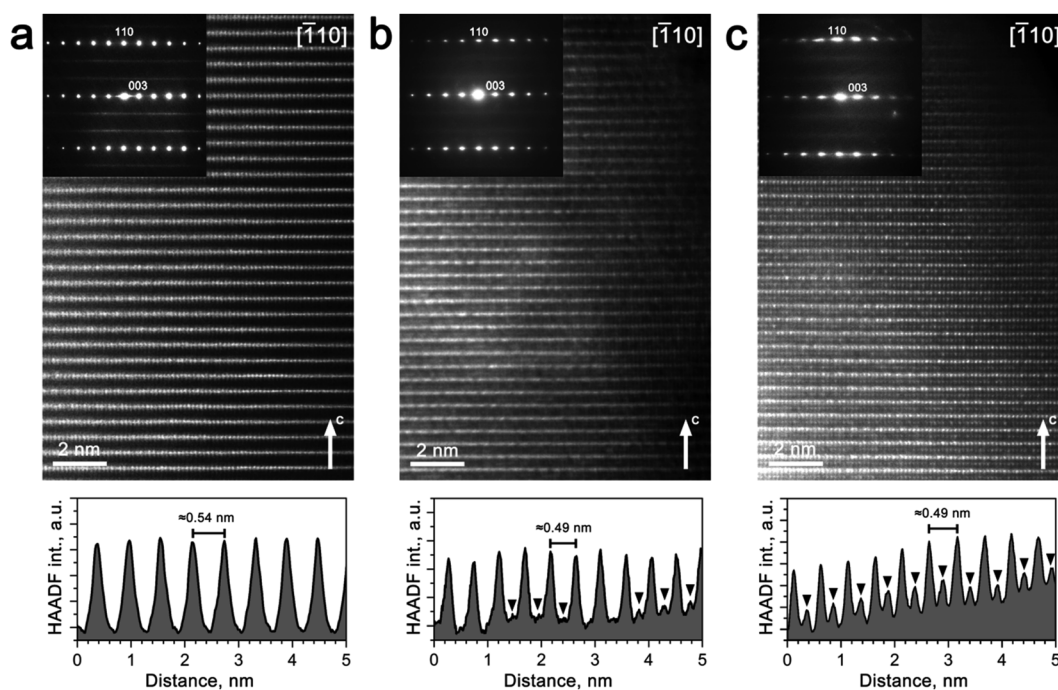 a
110
003
[1̄10]
2 nm
c
b
110
003
[1̄10]
2 nm
c
c
110
003
[1̄10]
2 nm
c
HAADF int., a.u.
≈0.54 nm
0 1 2 3 4 5
Distance, nm
HAADF int., a.u.
≈0.49 nm
0 1 2 3 4 5
Distance, nm
HAADF int., a.u.
≈0.49 nm
0 1 2 3 4 5
Distance, nm